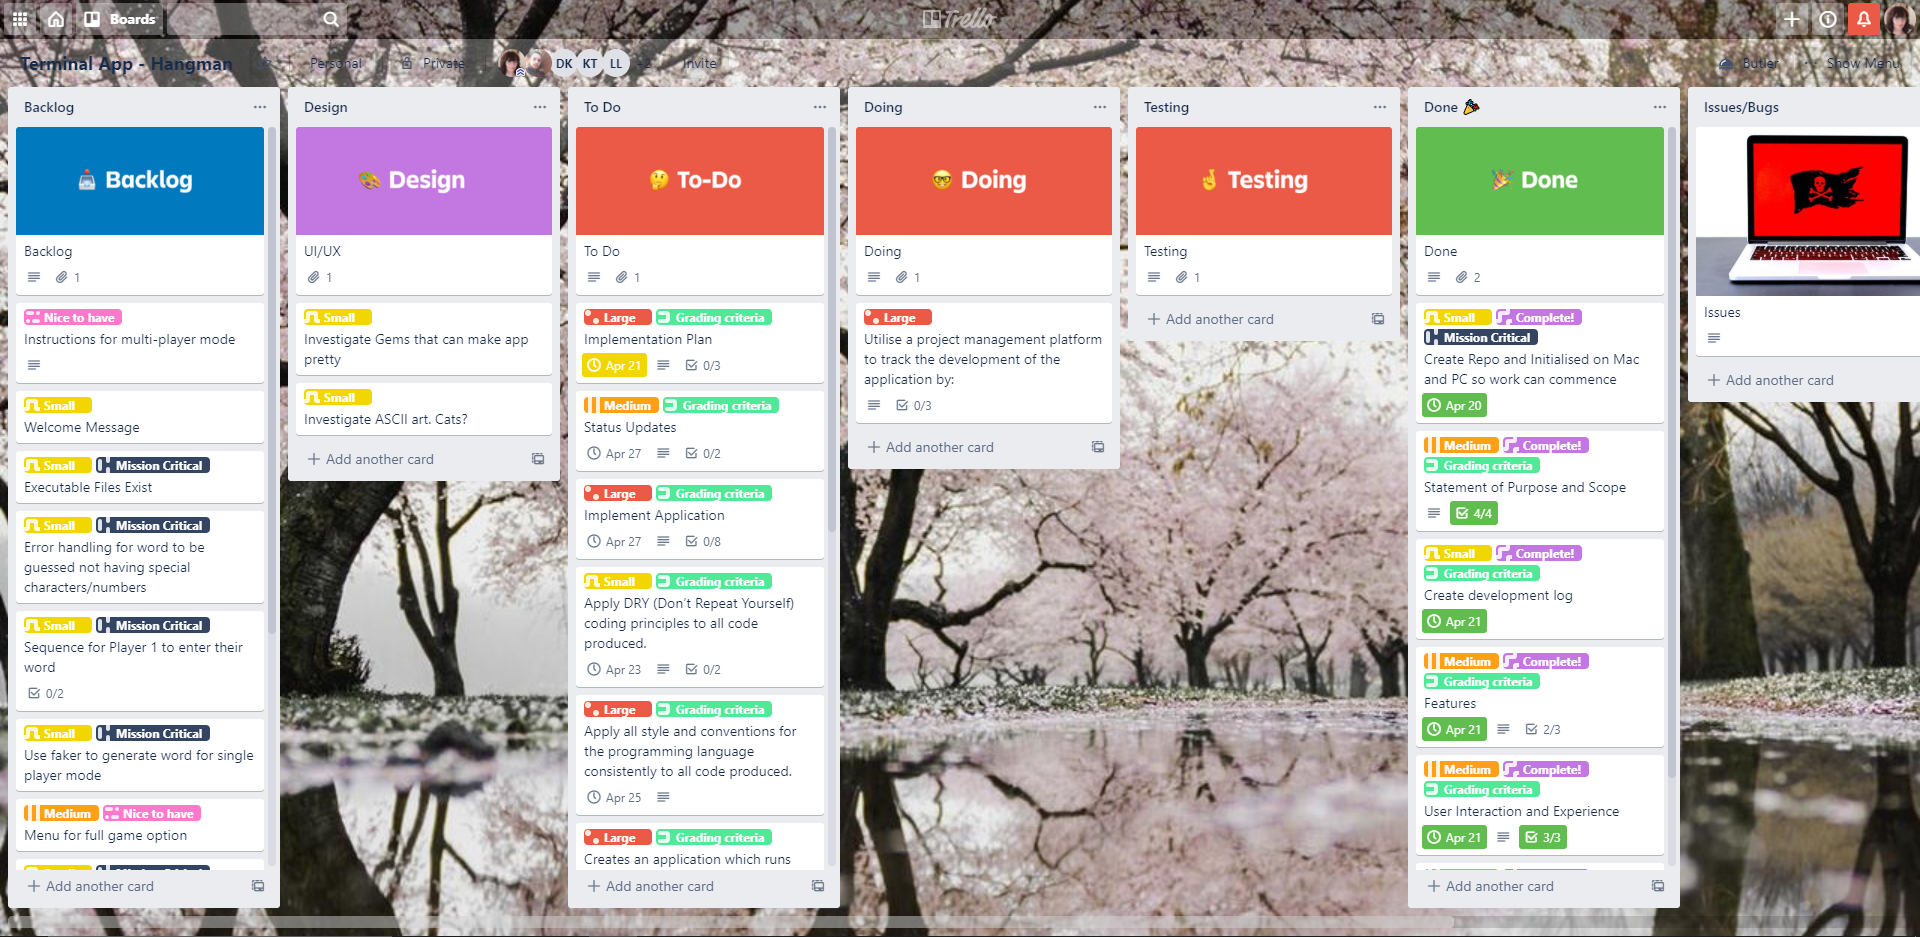 Boards
Trello
Terminal App - Hangman
Personal
Private
DK KT LL
+2
Invite
Butler
Show Menu
Backlog
Backlog
Backlog
1
Nice to have
Instructions for multi-player mode
Small
Welcome Message
Small Mission Critical
Executable Files Exist
Small Mission Critical
Error handling for word to be
guessed not having special
characters/numbers
Small Mission Critical
Sequence for Player 1 to enter their
word
0/2
Small Mission Critical
Use faker to generate word for single
player mode
Medium Nice to have
Menu for full game option
+ Add another card
Design
Design
UI/UX
1
Small
Investigate Gems that can make app
pretty
Small
Investigate ASCII art. Cats?
+ Add another card
To Do
To-Do
To Do
1
Large Grading criteria
Implementation Plan
Apr 21 0/3
Medium Grading criteria
Status Updates
Apr 27 0/2
Large Grading criteria
Implement Application
Apr 27 0/8
Small Grading criteria
Apply DRY (Don’t Repeat Yourself)
coding principles to all code
produced.
Apr 23 0/2
Large Grading criteria
Apply all style and conventions for
the programming language
consistently to all code produced.
Apr 25
Large Grading criteria
Creates an application which runs
+ Add another card
Doing
Doing
Doing
1
Large
Utilise a project management platform
to track the development of the
application by:
0/3
+ Add another card
Testing
Testing
Testing
1
+ Add another card
Done 🎉
Done
Done
2
Small Complete!
Mission Critical
Create Repo and Initialised on Mac
and PC so work can commence
Apr 20
Medium Complete!
Grading criteria
Statement of Purpose and Scope
4/4
Small Complete!
Grading criteria
Create development log
Apr 21
Medium Complete!
Grading criteria
Features
Apr 21 2/3
Medium Complete!
Grading criteria
User Interaction and Experience
Apr 21 3/3
+ Add another card
Issues/Bugs
Issues
+ Add another card